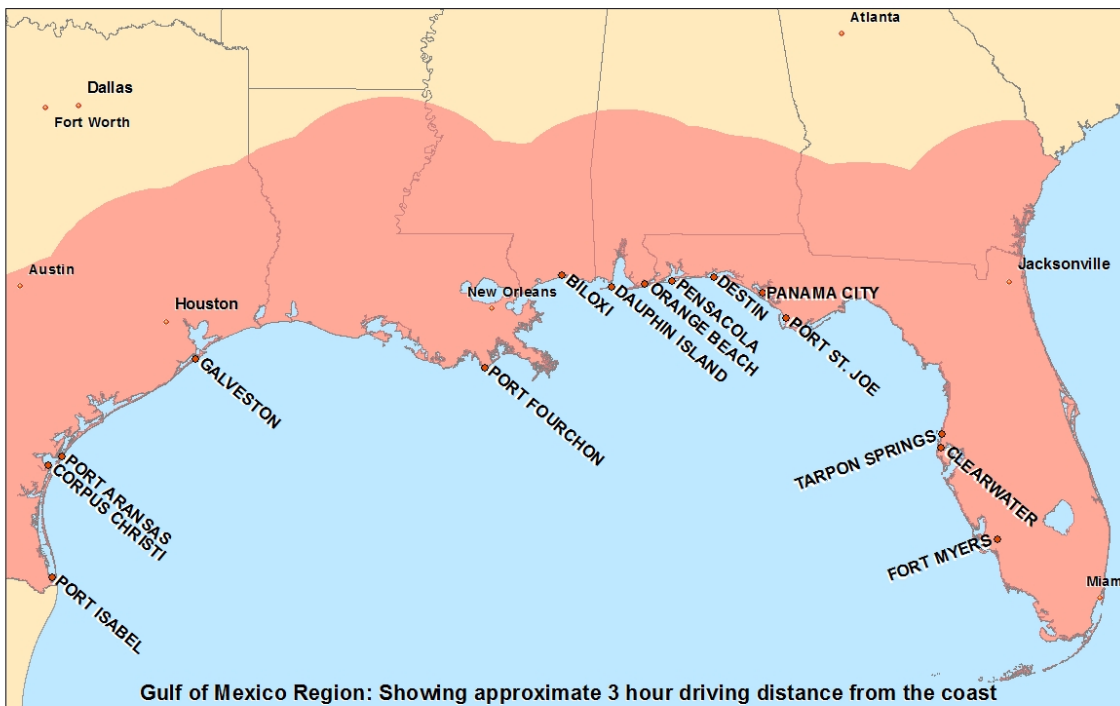 Atlanta
Dallas
Fort Worth
Austin
Houston
Jacksonville
New Orleans
BILOXI
DAUPHIN ISLAND
ORANGE BEACH
PENSACOLA
DESTIN
PANAMA CITY
PORT ST. JOE
GALVESTON
PORT FOURCHON
PORT ARANSAS
CORPUS CHRISTI
PORT ISABEL
TARPON SPRINGS
CLEARWATER
FORT MYERS
Miam
Gulf of Mexico Region: Showing approximate 3 hour driving distance from the coast